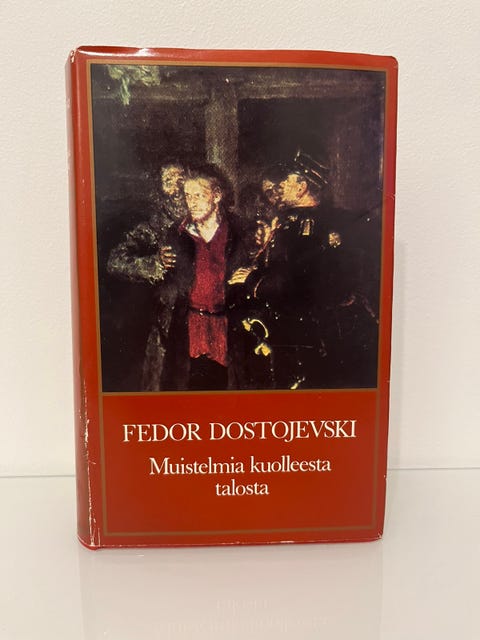 FEDOR DOSTOJEVSKI
Muistelmia kuolleesta
talosta